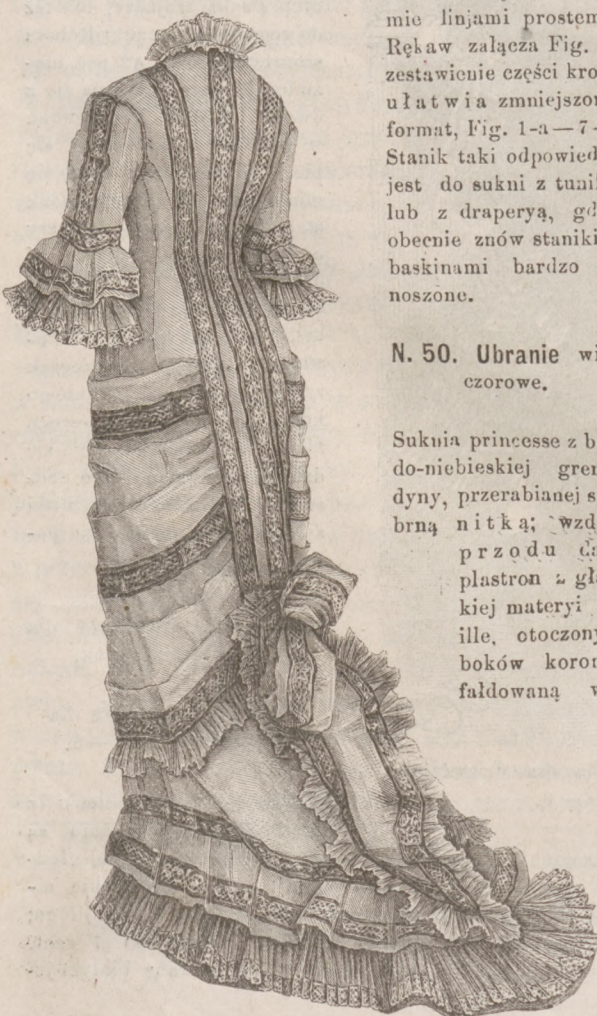 mie linjami prostem
Rękaw załącza Fig.
zestawienie części kro
ułatwia zmniejszon
format, Fig. 1-a—7-
Stanik taki odpowied
jest do sukni z tunik
lub z draperyą, gd
obecnie znów staniki
baskinami bardzo
noszone.
N. 50. Ubranie wi
czorowe.
Suknia princesse z b
do-niebieskiej gren
dyny, przerabianej s
brną nitką; wzd
przodu da
plastron z gł
kiej materyi
ille, otoczony
boków koron
fałdowaną w